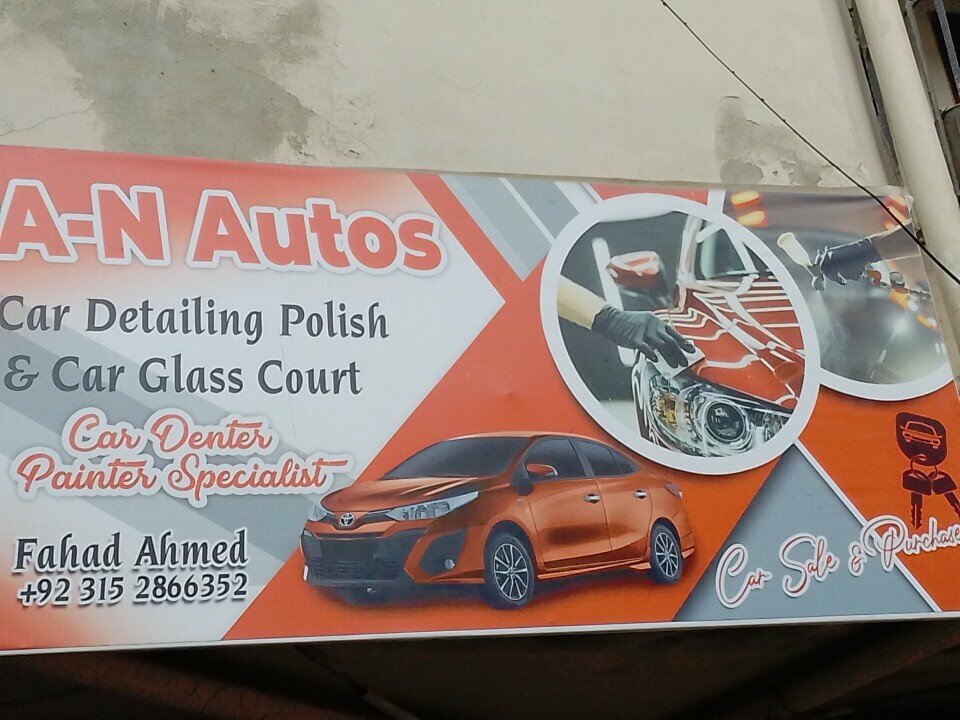 A-N Autos
Car Detailing Polish
& Car Glass Court
Car Denter
Painter Specialist
Fahad Ahmed
+92 315 2866352
Car Sale & Purchase